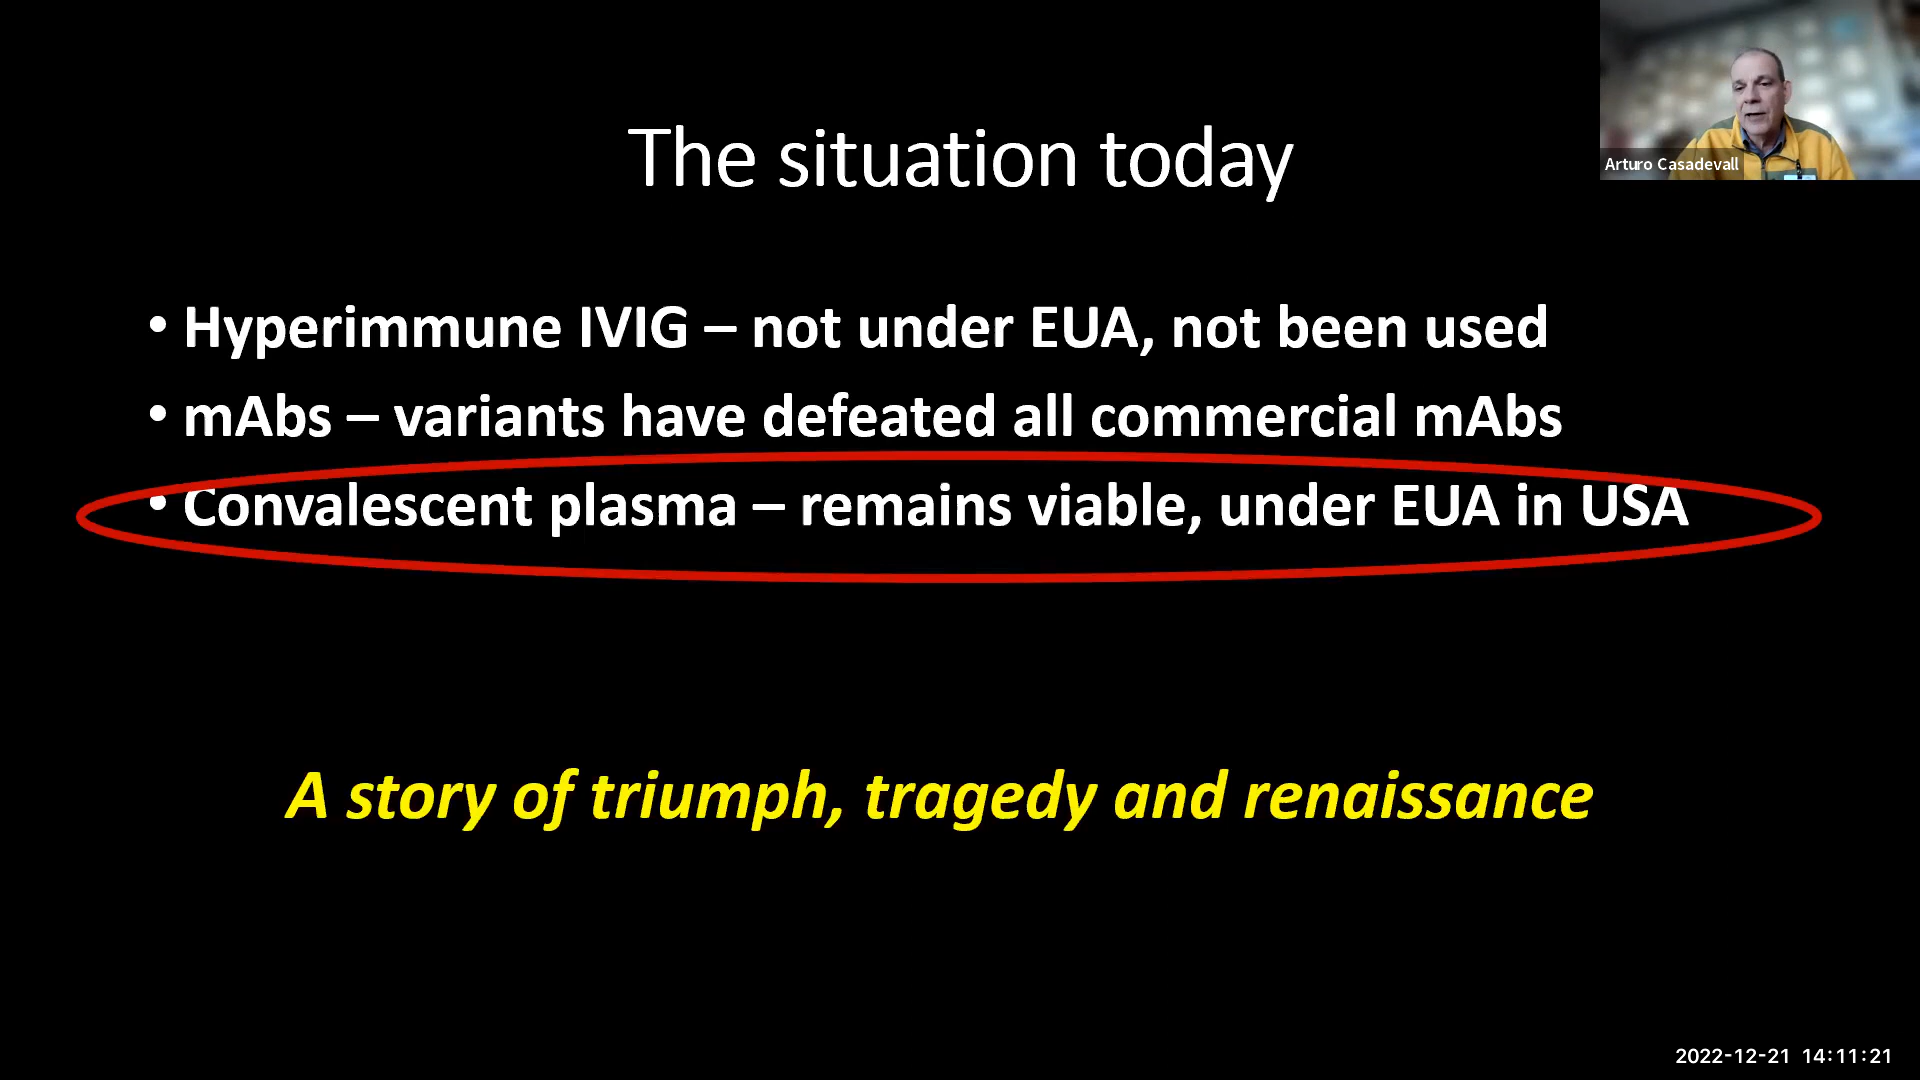 Arturo Casadevall
The situation today
• Hyperimmune IVIG – not under EUA, not been used
• mAbs – variants have defeated all commercial mAbs
• Convalescent plasma – remains viable, under EUA in USA
A story of triumph, tragedy and renaissance
2022-12-21 14:11:21